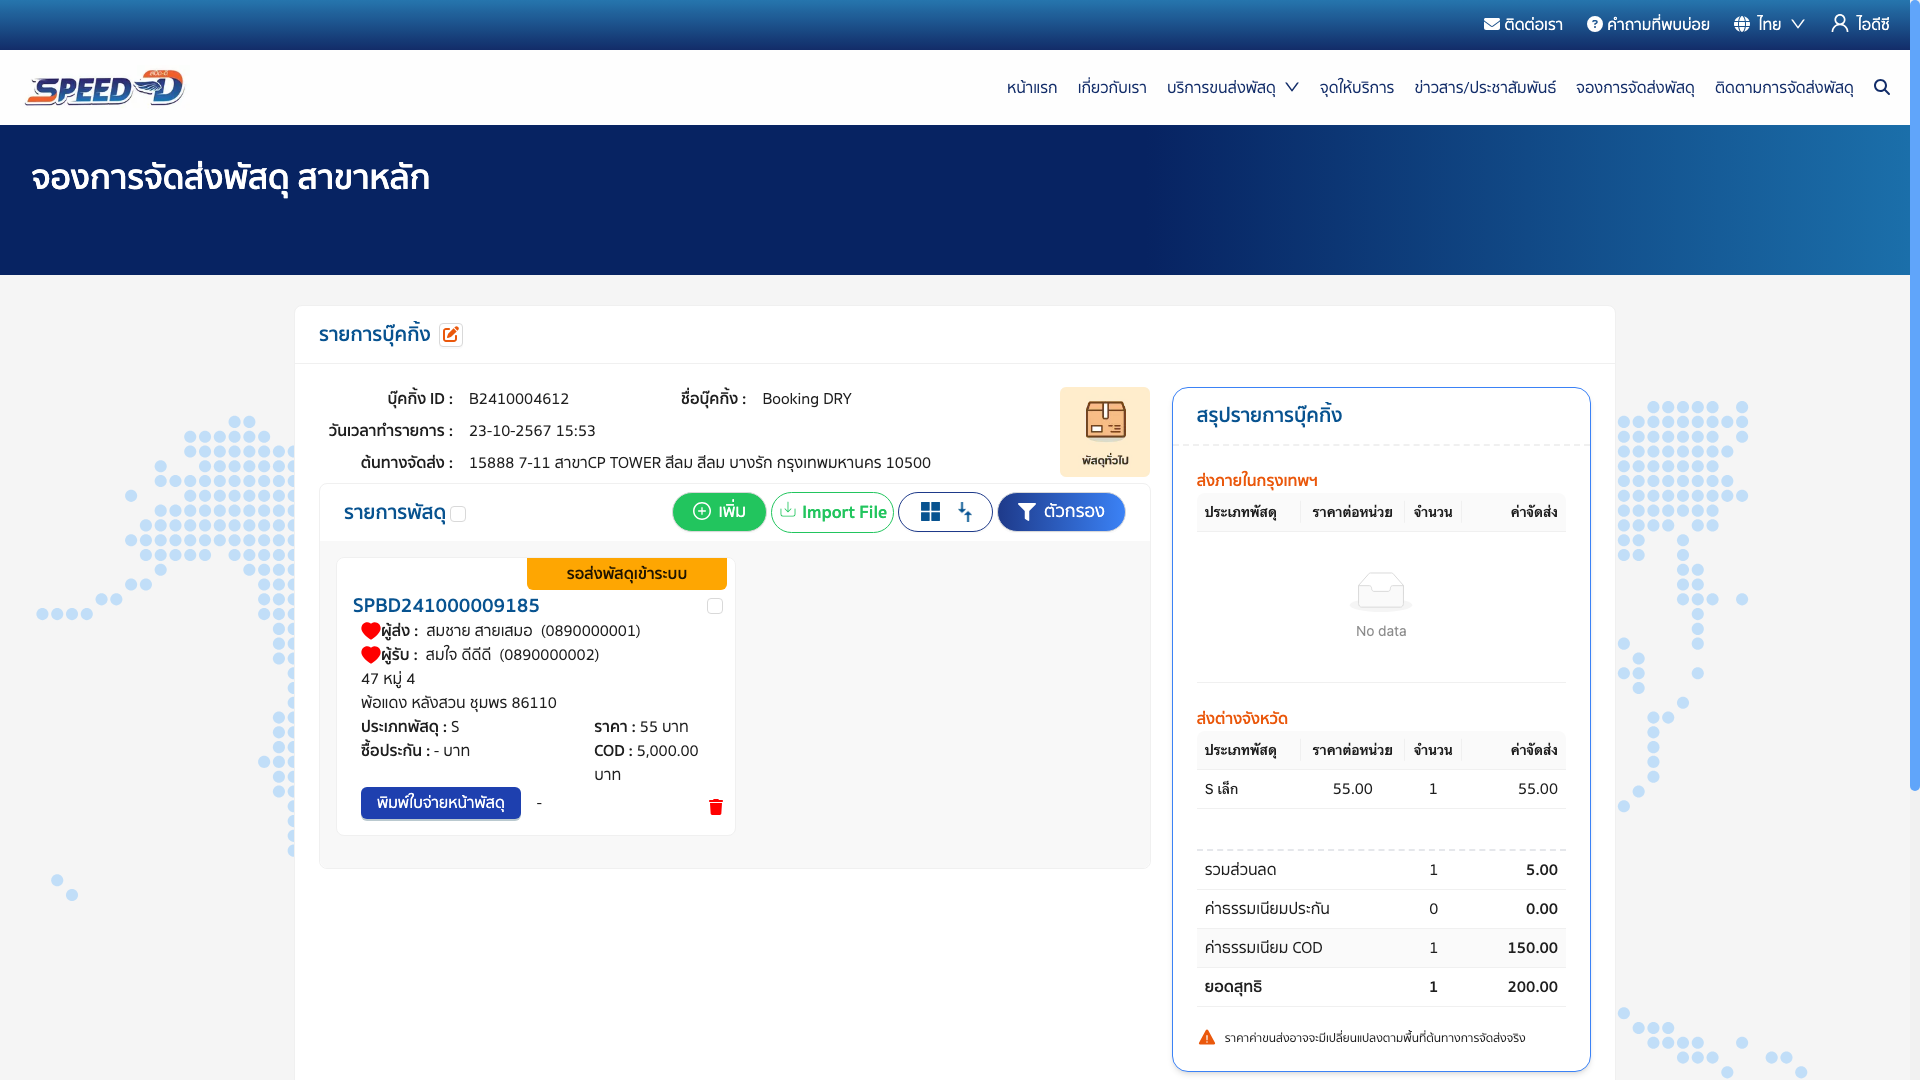 ติดต่อเรา คำถามที่พบบ่อย ไทย ไอดีซี
SPEED-D
หน้าแรก เกี่ยวกับเรา บริการขนส่งพัสดุ จุดให้บริการ ข่าวสาร/ประชาสัมพันธ์ จองการจัดส่งพัสดุ ติดตามการจัดส่งพัสดุ
จองการจัดส่งพัสดุ สาขาหลัก
รายการบุ๊คกิ้ง
บุ๊คกิ้ง ID : B2410004612 ชื่อบุ๊คกิ้ง : Booking DRY
วันเวลาทำรายการ : 23-10-2567 15:53
ต้นทางจัดส่ง : 15888 7-11 สาขาCP TOWER สีลม สีลม บางรัก กรุงเทพมหานคร 10500
พัสดุทั่วไป
รายการพัสดุ
เพิ่ม Import File ตัวกรอง
รอส่งพัสดุเข้าระบบ
SPBD241000009185
ผู้ส่ง : สมชาย สายเสมอ (0890000001)
ผู้รับ : สมใจ ดีดีดี (0890000002)
47 หมู่ 4
พ้อแดง หลังสวน ชุมพร 86110
ประเภทพัสดุ : S ราคา : 55 บาท
ซื้อประกัน : - บาท COD : 5,000.00 บาท
พิมพ์ใบจ่ายหน้าพัสดุ -
สรุปรายการบุ๊คกิ้ง
ส่งภายในกรุงเทพฯ
ประเภทพัสดุ ราคาต่อหน่วย จำนวน ค่าจัดส่ง
No data
ส่งต่างจังหวัด
ประเภทพัสดุ ราคาต่อหน่วย จำนวน ค่าจัดส่ง
S เล็ก 55.00 1 55.00
รวมส่วนลด 1 5.00
ค่าธรรมเนียมประกัน 0 0.00
ค่าธรรมเนียม COD 1 150.00
ยอดสุทธิ 1 200.00
ราคาค่าขนส่งอาจจะมีเปลี่ยนแปลงตามพื้นที่ต้นทางการจัดส่งจริง